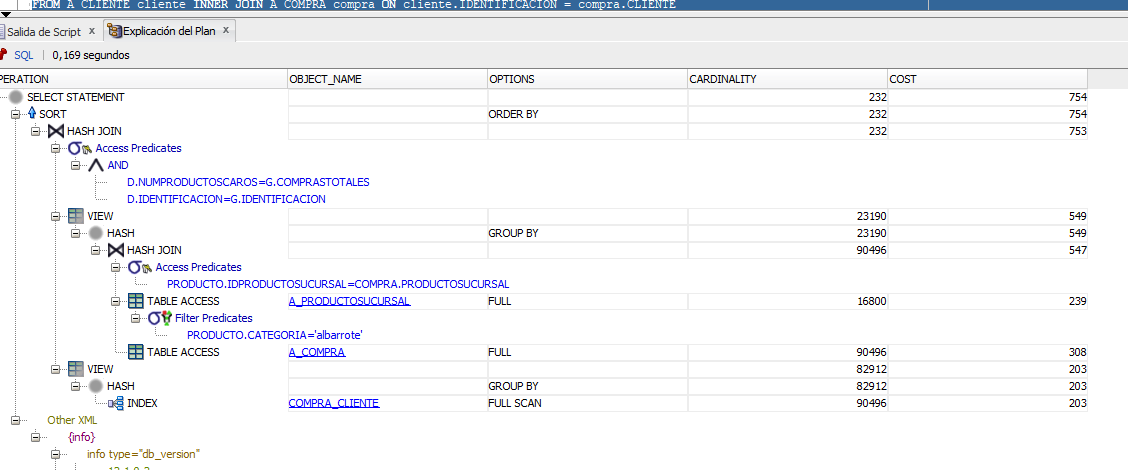 FROM A_CLIENTE cliente INNER JOIN A_COMPRA compra ON cliente.IDENTIFICACION = compra.CLIENTE
Salida de Script x Explicación del Plan x
SQL | 0,169 segundos
PERATION OBJECT_NAME OPTIONS CARDINALITY COST
SELECT STATEMENT 232 754
SORT ORDER BY 232 754
HASH JOIN 232 753
Access Predicates
AND
D.NUMPRODUCTOSCAROS=G.COMPRASTOTALES
D.IDENTIFICACION=G.IDENTIFICACION
VIEW 23190 549
HASH GROUP BY 23190 549
HASH JOIN 90496 547
Access Predicates
PRODUCTO.IDPRODUCTOSUCURSAL=COMPRA.PRODUCTOSUCURSAL
TABLE ACCESS A_PRODUCTOSUCURSAL FULL 16800 239
Filter Predicates
PRODUCTO.CATEGORIA='albarrote'
TABLE ACCESS A_COMPRA FULL 90496 308
VIEW 82912 203
HASH GROUP BY 82912 203
INDEX COMPRA_CLIENTE FULL SCAN 90496 203
Other XML
{info}
info type="db_version"